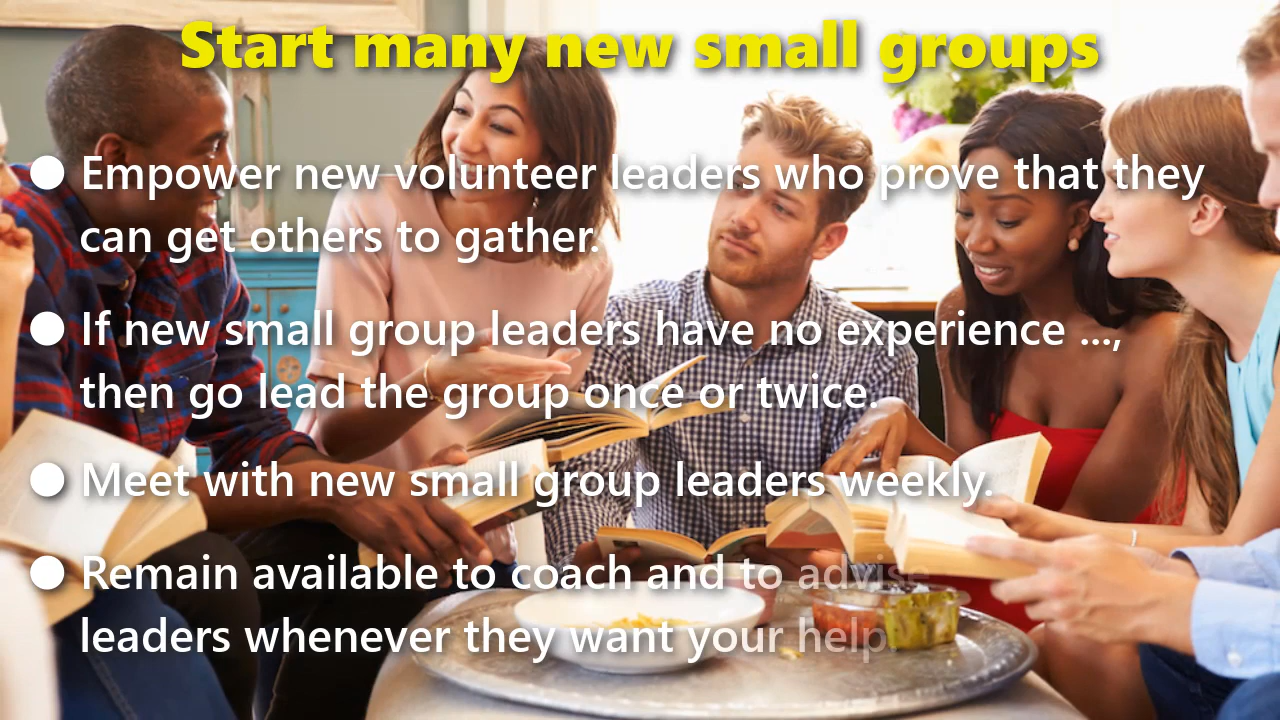 Start many new small groups
● Empower new volunteer leaders who prove that they
can get others to gather.
● If new small group leaders have no experience ...,
then go lead the group once or twice.
● Meet with new small group leaders weekly.
● Remain available to coach and to advise
leaders whenever they want your help.